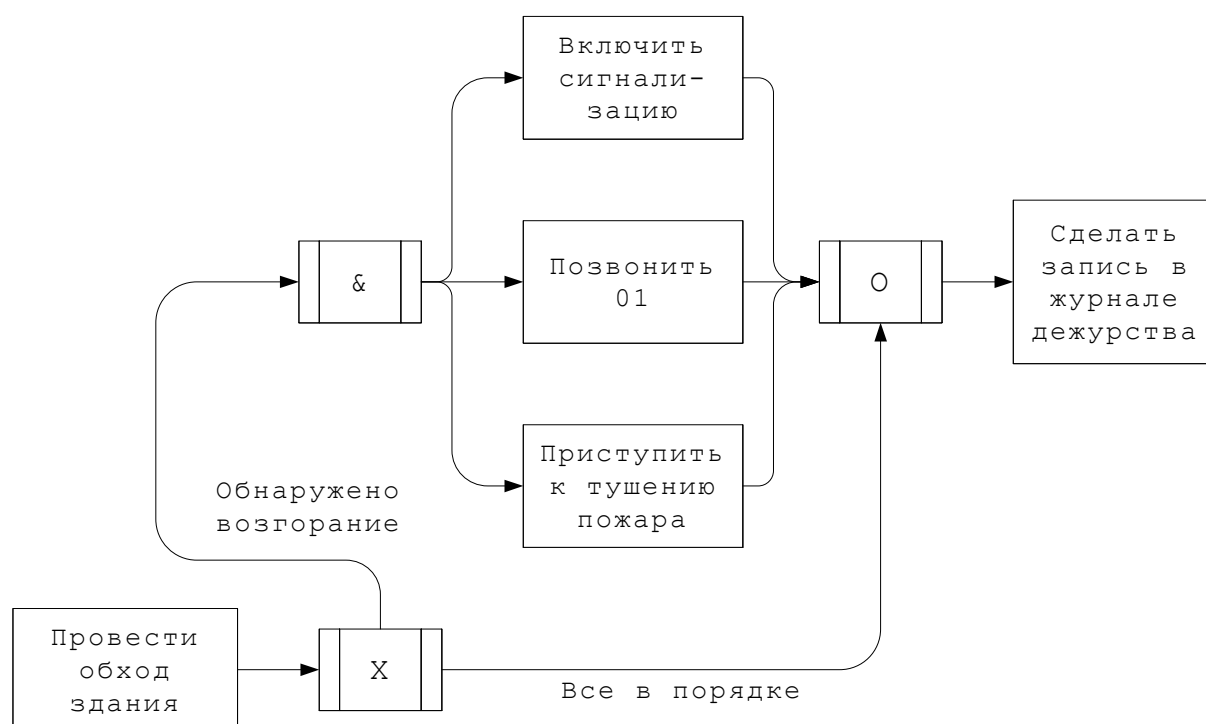 Включить
сигнали-
зацию
&
Позвонить
01
О
Сделать
запись в
журнале
дежурства
Приступить
к тушению
пожара
Обнаружено
возгорание
Провести
обход
здания
X
Все в порядке